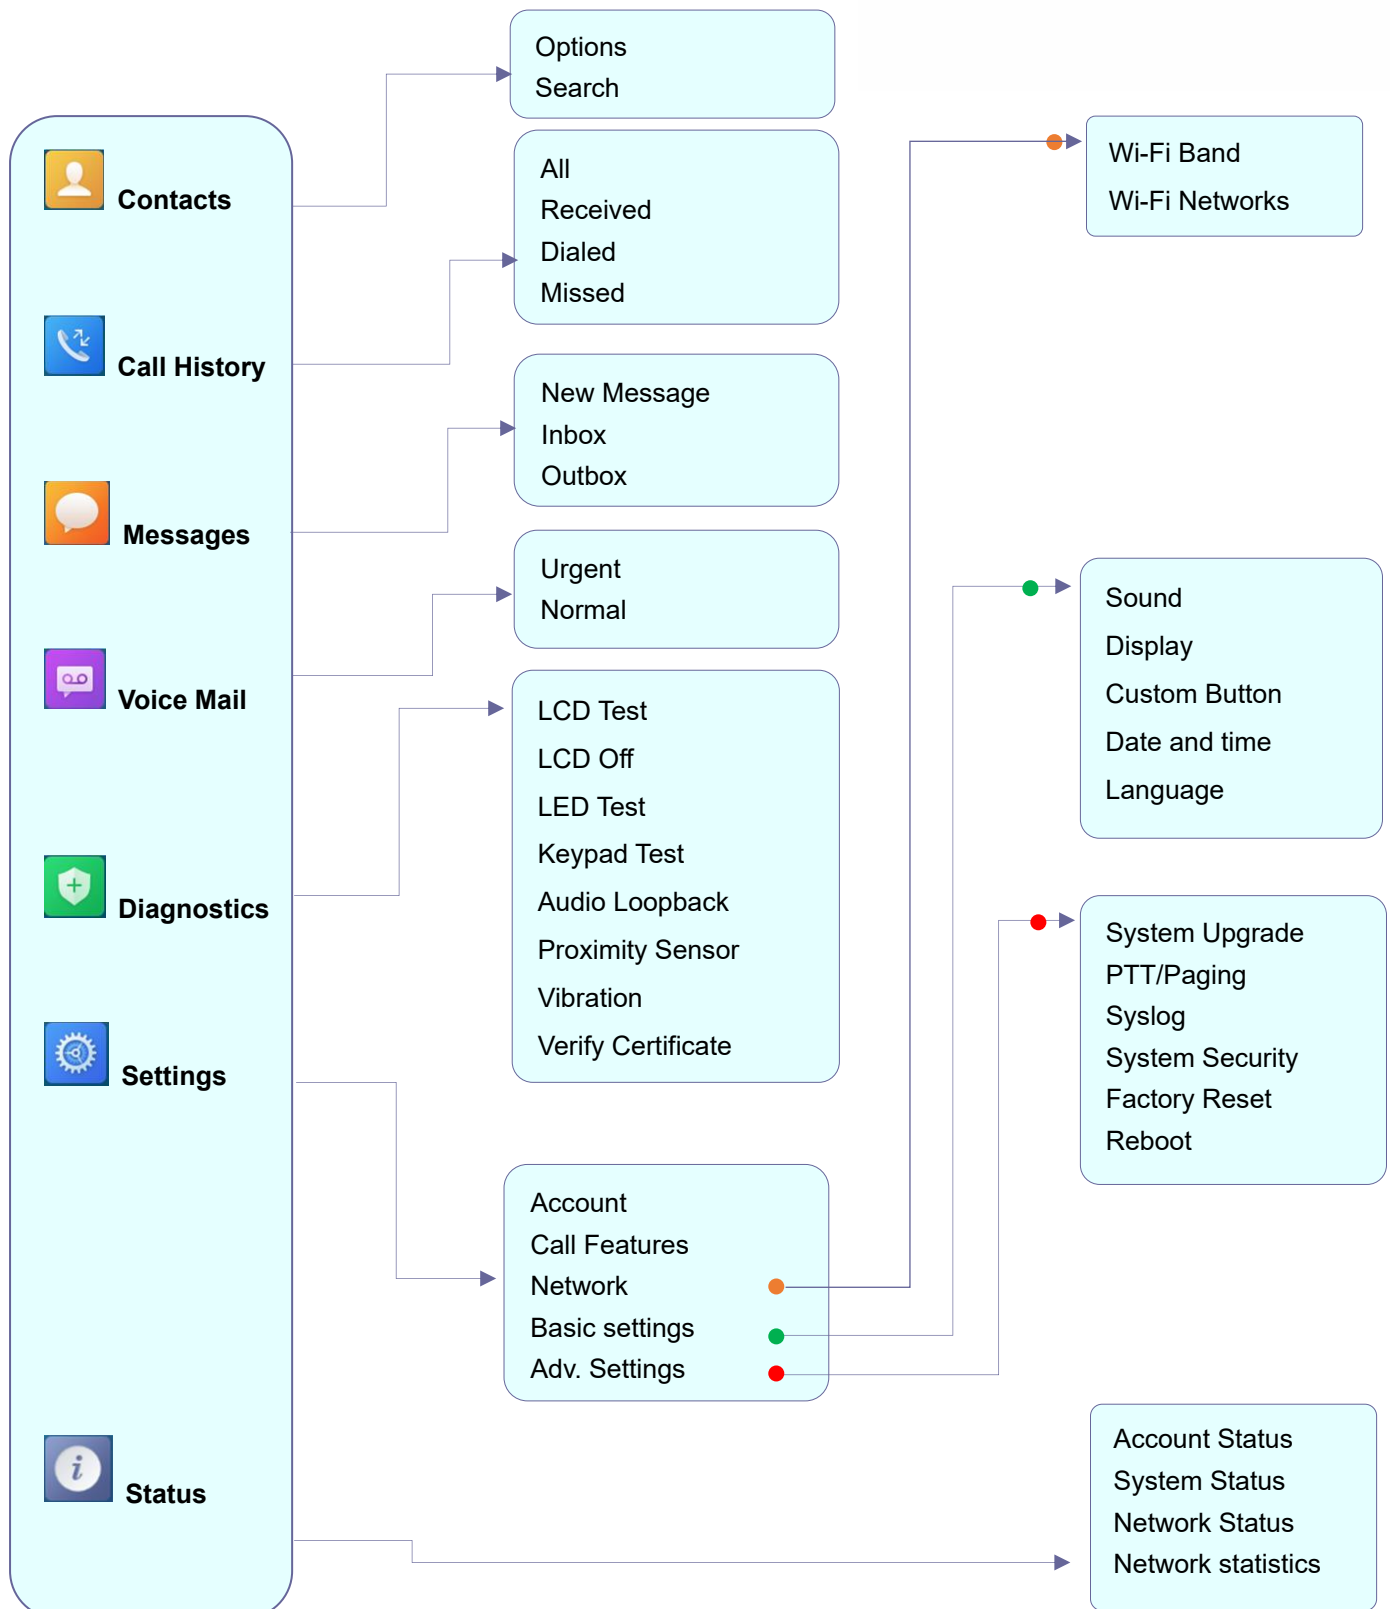 Contacts
Call History
Messages
Voice Mail
Diagnostics
Settings
Status
Options
Search
All
Received
Dialed
Missed
New Message
Inbox
Outbox
Urgent
Normal
LCD Test
LCD Off
LED Test
Keypad Test
Audio Loopback
Proximity Sensor
Vibration
Verify Certificate
Account
Call Features
Network
Basic settings
Adv. Settings
Wi-Fi Band
Wi-Fi Networks
Sound
Display
Custom Button
Date and time
Language
System Upgrade
PTT/Paging
Syslog
System Security
Factory Reset
Reboot
Account Status
System Status
Network Status
Network statistics